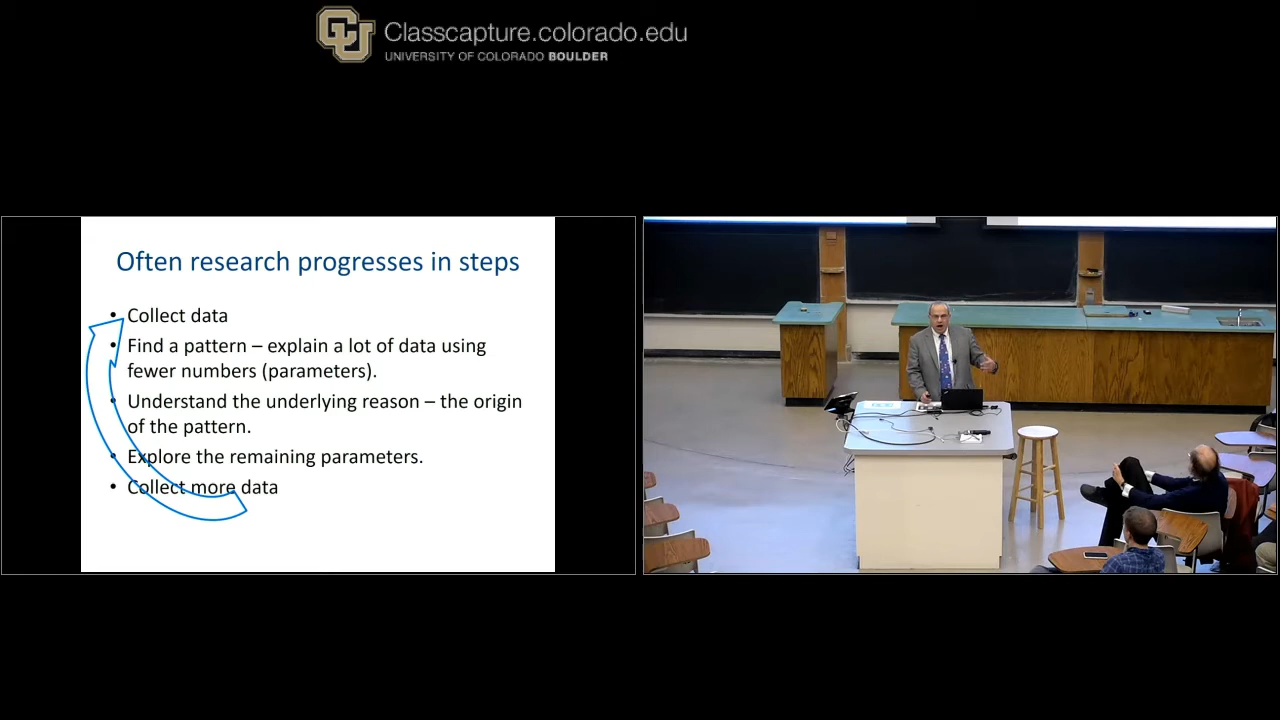 Classcapture.colorado.edu
UNIVERSITY OF COLORADO BOULDER
Often research progresses in steps
• Collect data
• Find a pattern – explain a lot of data using
fewer numbers (parameters).
• Understand the underlying reason – the origin
of the pattern.
• Explore the remaining parameters.
• Collect more data